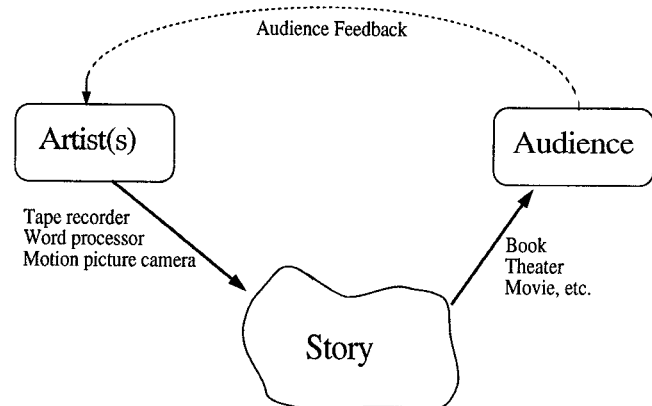 Audience Feedback
Artist(s)
Audience
Tape recorder
Word processor
Motion picture camera
Book
Theater
Movie, etc.
Story